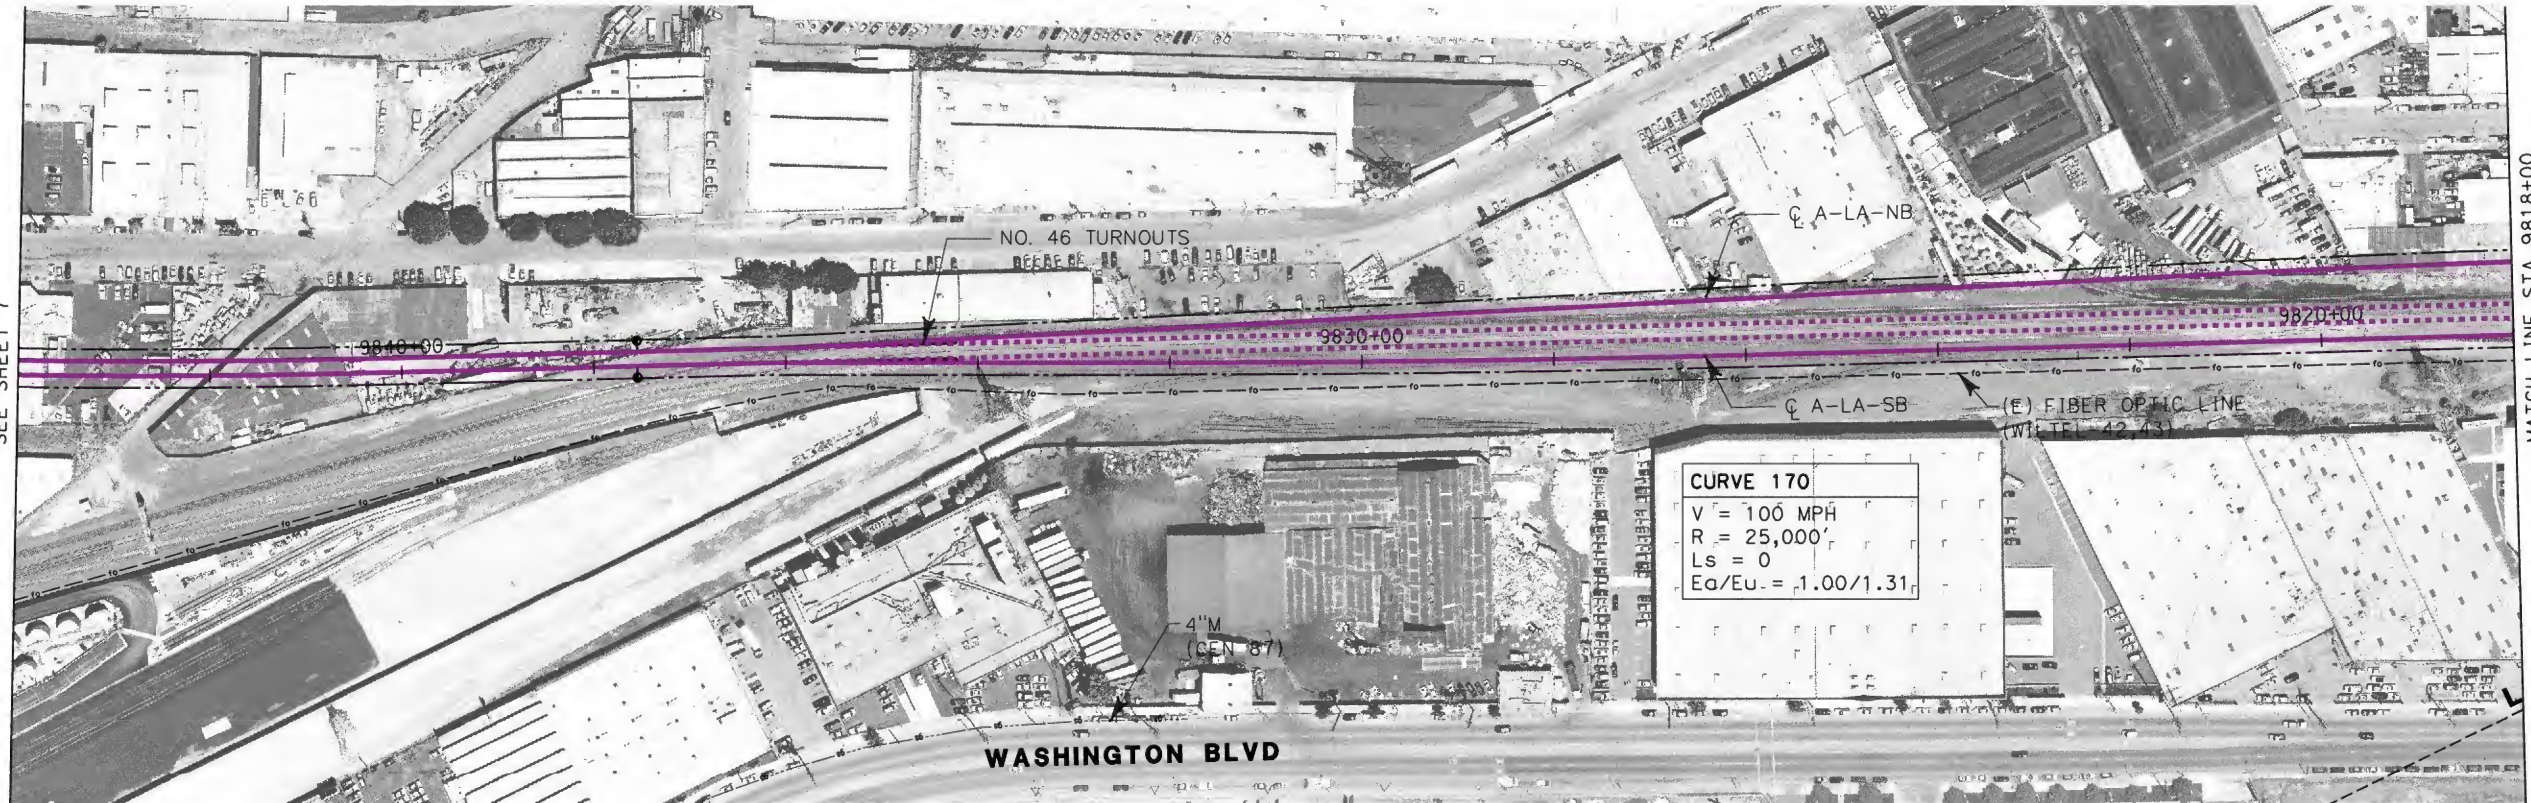 SEE SHEET 7
MATCH LINE STA 9818+00
NO. 46 TURNOUTS
℄ A-LA-NB
9840+00
9830+00
9820+00
℄ A-LA-SB
(E) FIBER OPTIC LINE
(WILTEL 42,43)
CURVE 170
V = 100 MPH
R = 25,000'
Ls = 0
Ea/Eu = 1.00/1.31
4"M
(CEN 87)
WASHINGTON BLVD